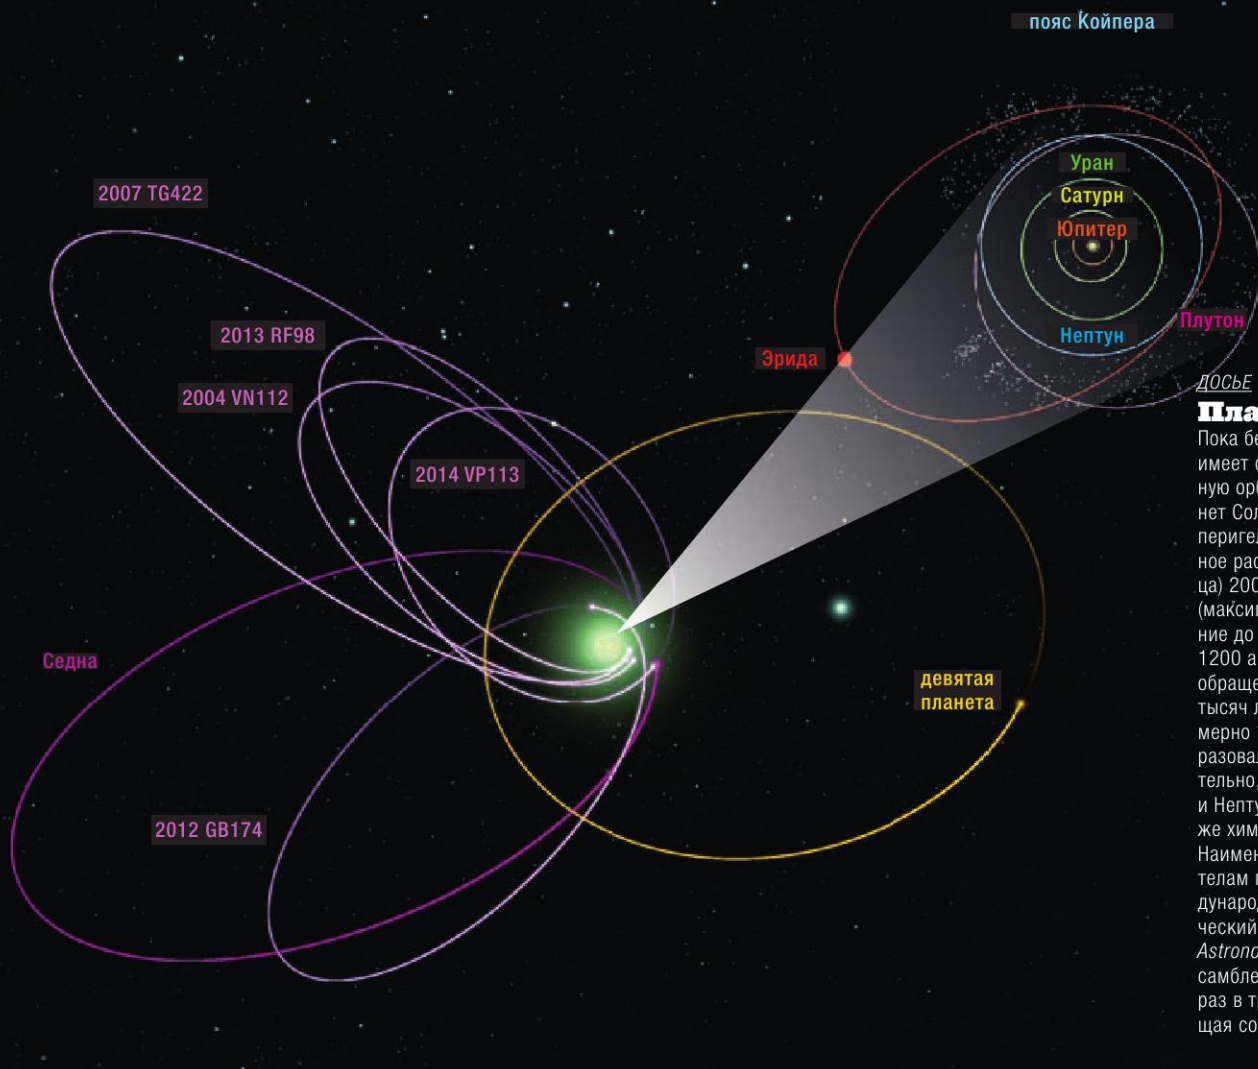 пояс Койпера
Уран
Сатурн
Юпитер
Нептун
Плутон
Эрида
2007 TG422
2013 RF98
2004 VN112
2014 VP113
Седна
2012 GB174
девятая
планета
ДОСЬЕ
Пла
Пока бе
имеет о
ную орб
нет Сол
перигел
ное рас
ца) 200
(максим
ние до
1200 а
обраще
тысяч л
мерно
разовал
тельно,
и Непту
же хим
Наимен
телам п
дународ
ческий
Astrono
самбле
раз в т
щая со